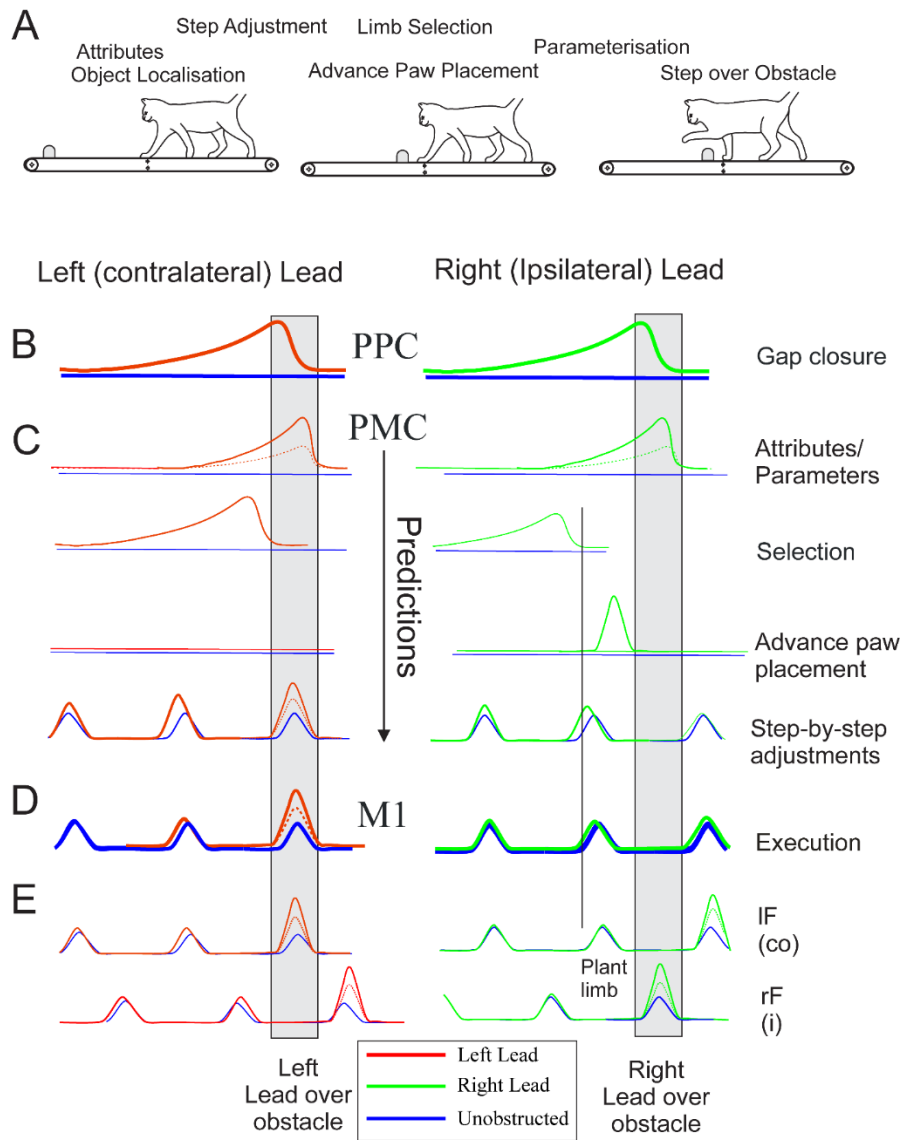 A
Step Adjustment
Limb Selection
Attributes
Object Localisation
Advance Paw Placement
Parameterisation
Step over Obstacle
Left (contralateral) Lead
Right (Ipsilateral) Lead
B
PPC
Gap closure
C
PMC
Attributes/
Parameters
Predictions
Selection
Advance paw
placement
Step-by-step
adjustments
D
M1
Execution
E
lF
(co)
Plant
limb
rF
(i)
Left
Lead over
obstacle
Left Lead
Right Lead
Unobstructed
Right
Lead over
obstacle